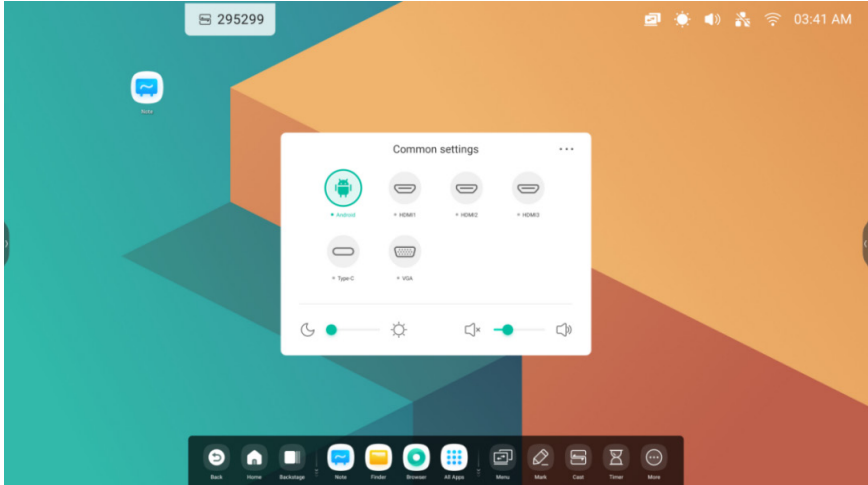 295299
03:41 AM
Note
Common settings
Android
HDMI1
HDMI2
HDMI3
Type-C
VGA
Back
Home
Backstage
Note
Finder
Browser
All Apps
Menu
Mark
Cast
Timer
More